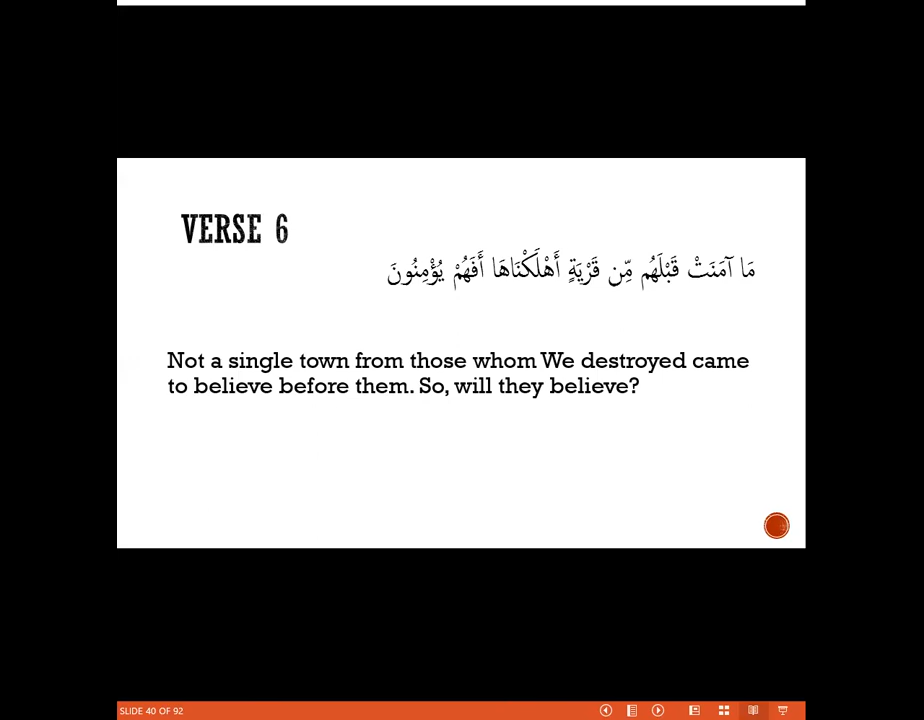 VERSE 6
مَا آمَنَتْ قَبْلَهُم مِّن قَرْيَةٍ أَهْلَكْنَاهَا أَفَهُمْ يُؤْمِنُونَ
Not a single town from those whom We destroyed came
to believe before them. So, will they believe?
SLIDE 40 OF 92